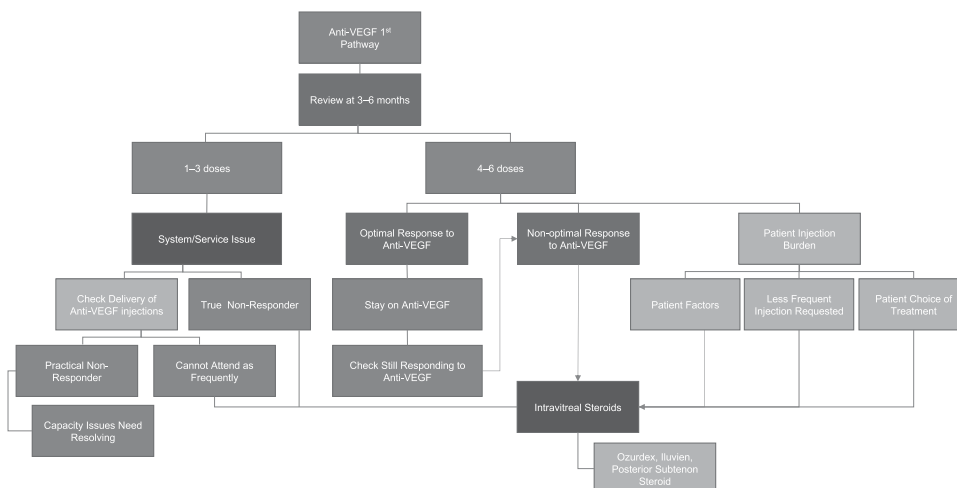 Anti-VEGF 1st
Pathway
Review at 3–6 months
1–3 doses
4–6 doses
System/Service Issue
Optimal Response to
Anti-VEGF
Non-optimal Response
to Anti-VEGF
Patient Injection
Burden
Check Delivery of
Anti-VEGF injections
True Non-Responder
Stay on Anti-VEGF
Patient Factors
Less Frequent
Injection Requested
Patient Choice of
Treatment
Practical Non-
Responder
Cannot Attend as
Frequently
Check Still Responding to
Anti-VEGF
Capacity Issues Need
Resolving
Intravitreal Steroids
Ozurdex, Iluvien,
Posterior Subtenon
Steroid